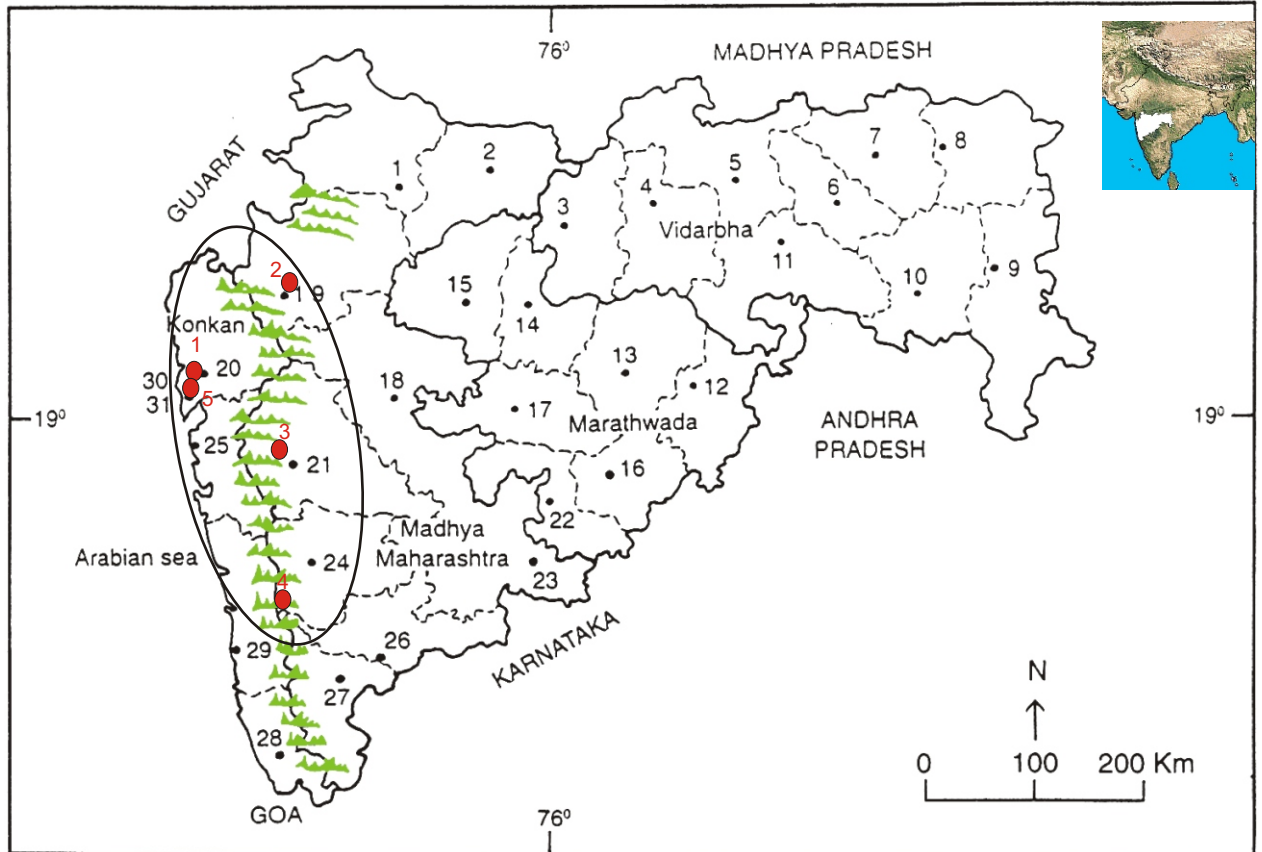 76⁰
MADHYA PRADESH
GUJARAT
1
2
3
4
5
6
7
8
Vidarbha
9
10
11
2
19
15
14
Konkan
1
20
13
30
31
5
18
12
17
Marathwada
19⁰
19⁰
ANDHRA
PRADESH
25
3
21
16
22
Madhya
Maharashtra
Arabian sea
24
23
4
29
26
KARNATAKA
27
28
GOA
76⁰
N
0 100 200 Km